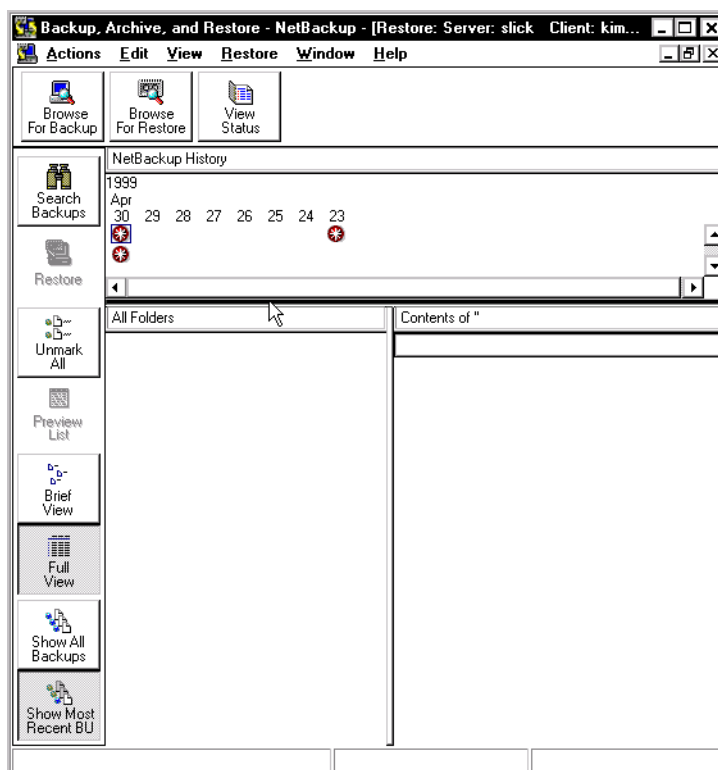 Backup, Archive, and Restore - NetBackup - [Restore: Server: slick Client: kim...
Actions Edit View Restore Window Help
Browse
For Backup
Browse
For Restore
View
Status
Search
Backups
Restore
Unmark
All
Preview
List
Brief
View
Full
View
Show All
Backups
Show Most
Recent BU
NetBackup History
1999
Apr
30 29 28 27 26 25 24 23
All Folders
Contents of ''